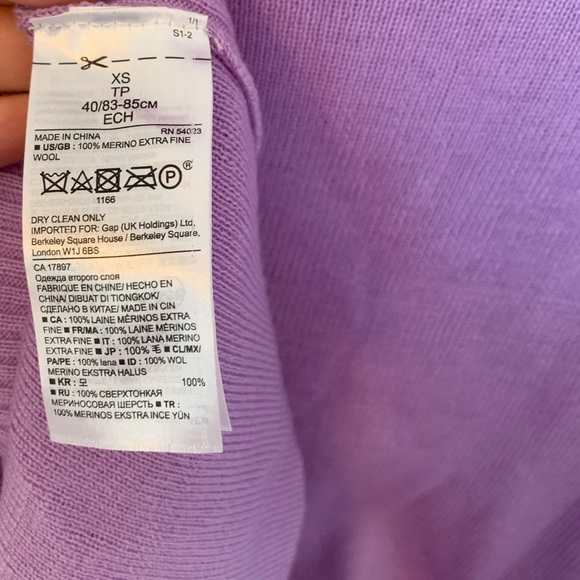 1/1
S1-2
XS
TP
40/83-85см
ECH
MADE IN CHINA RN 54023
■ US/GB : 100% MERINO EXTRA FINE
WOOL
®
P
1166
DRY CLEAN ONLY
IMPORTED FOR: Gap (UK Holdings) Ltd,
Berkeley Square House / Berkeley Square,
London W1J 6BS
CA 17897
Одежда второго слоя
FABRIQUE EN CHINE/ HECHO EN
CHINA/ DIBUAT DI TIONGKOK/
СДЕЛАНО В КИТАЕ/ MADE IN CIN
■ CA : 100% LAINE MÉRINOS EXTRA
FINE ■ FR/MA : 100% LAINE MÉRINOS
EXTRA FINE ■ IT : 100% LANA MERINO
EXTRA FINE ■ JP : 100% 毛 ■ CL/MX/
PA/PE : 100% lana ■ ID : 100% WOL
MERINO EKSTRA HALUS
■ KR : 모 100%
■ RU : 100% СВЕРХТОНКАЯ
МЕРИНОСОВАЯ ШЕРСТЬ ■ TR :
100% MERINOS EKSTRA INCE YÜN